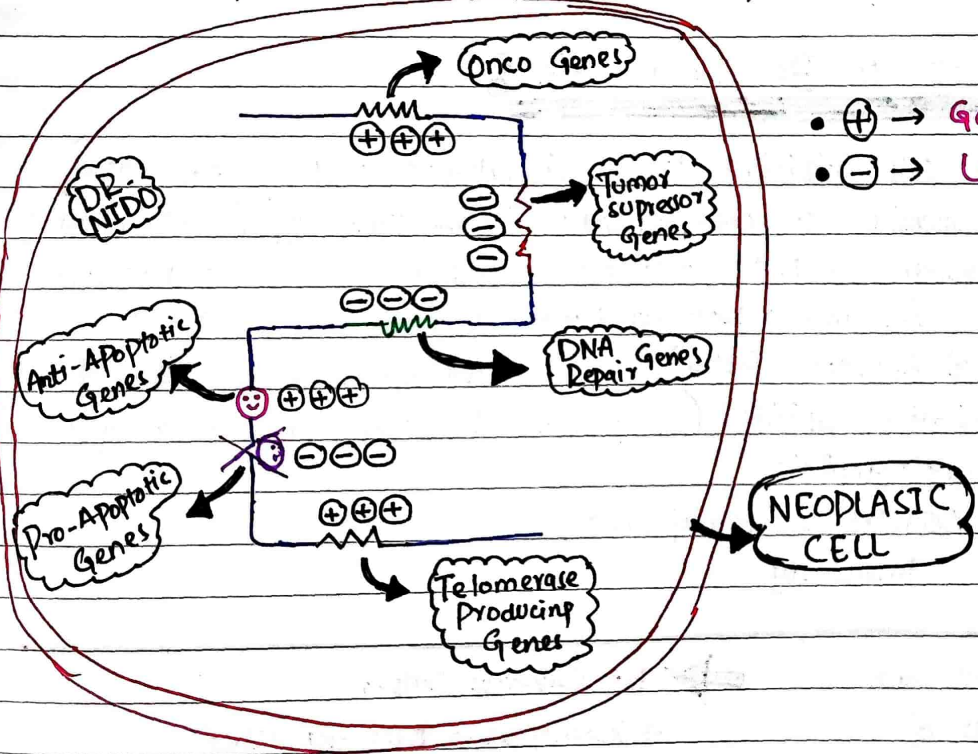 Onco Genes
⊕ ⊕ ⊕
• ⊕ →
• ⊖ →
DR.
NIDO
⊖
⊖
⊖
Tumor
supressor
Genes
⊖ ⊖ ⊖
DNA Genes
Repair
Anti-Apoptotic
Genes
⊕ ⊕ ⊕
⊖ ⊖ ⊖
Pro-Apoptotic
Genes
⊕ ⊕ ⊕
NEOPLASIC
CELL
Telomerase
Producing
Genes